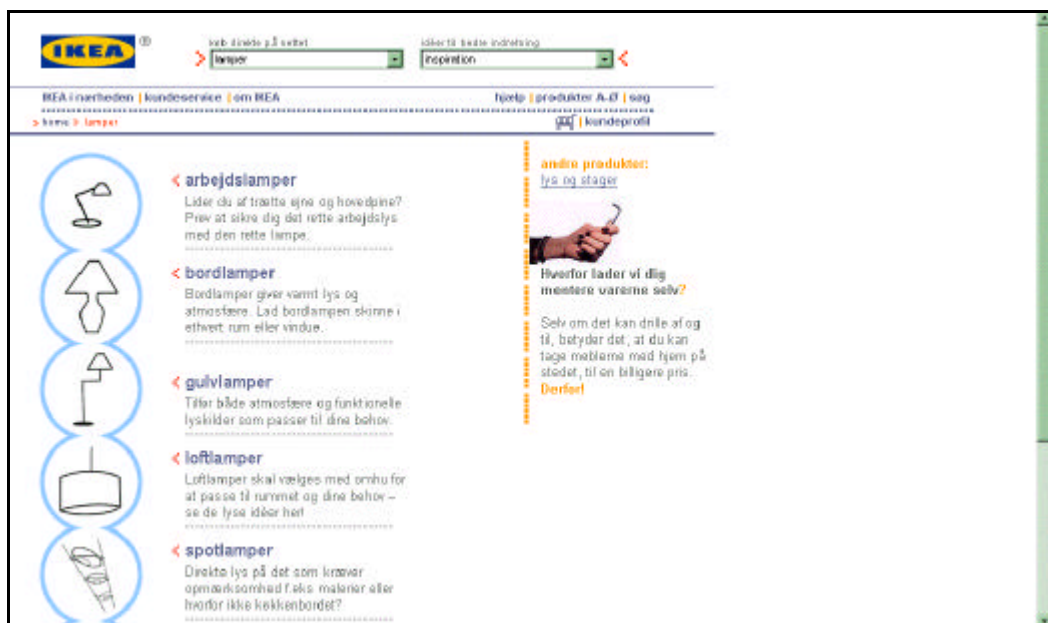 IKEA ®
køb direkte på nettet
idéer til bedre indretning
lamper
inspiration
IKEA i nærheden | kundeservice | om IKEA
hjælp | produkter A-Ø | søg
> home > lamper
| kundeprofil
arbejdslamper
Lider du af trætte øjne og hovedpine?
Prøv at sikre dig det rette arbejdslys
med den rette lampe.
bordlamper
Bordlamper giver varmt lys og
atmosfære. Lad bordlampen skinne i
ethvert rum eller vindue.
gulvlamper
Tilfør både atmosfære og funktionelle
lyskilder som passer til dine behov.
loftlamper
Loftlamper skal vælges med omhu for
at passe til rummet og dine behov –
se de lyse idéer her!
spotlamper
Direkte lys på det som kræver
opmærksomhed f.eks malerier eller
hvorfor ikke køkkenbordet?
andre produkter:
lys og stager
Hvorfor lader vi dig
montere varerne selv?
Selv om det kan drille af og
til, betyder det, at du kan
tage møblerne med hjem på
stedet, til en billigere pris.
Derfor!